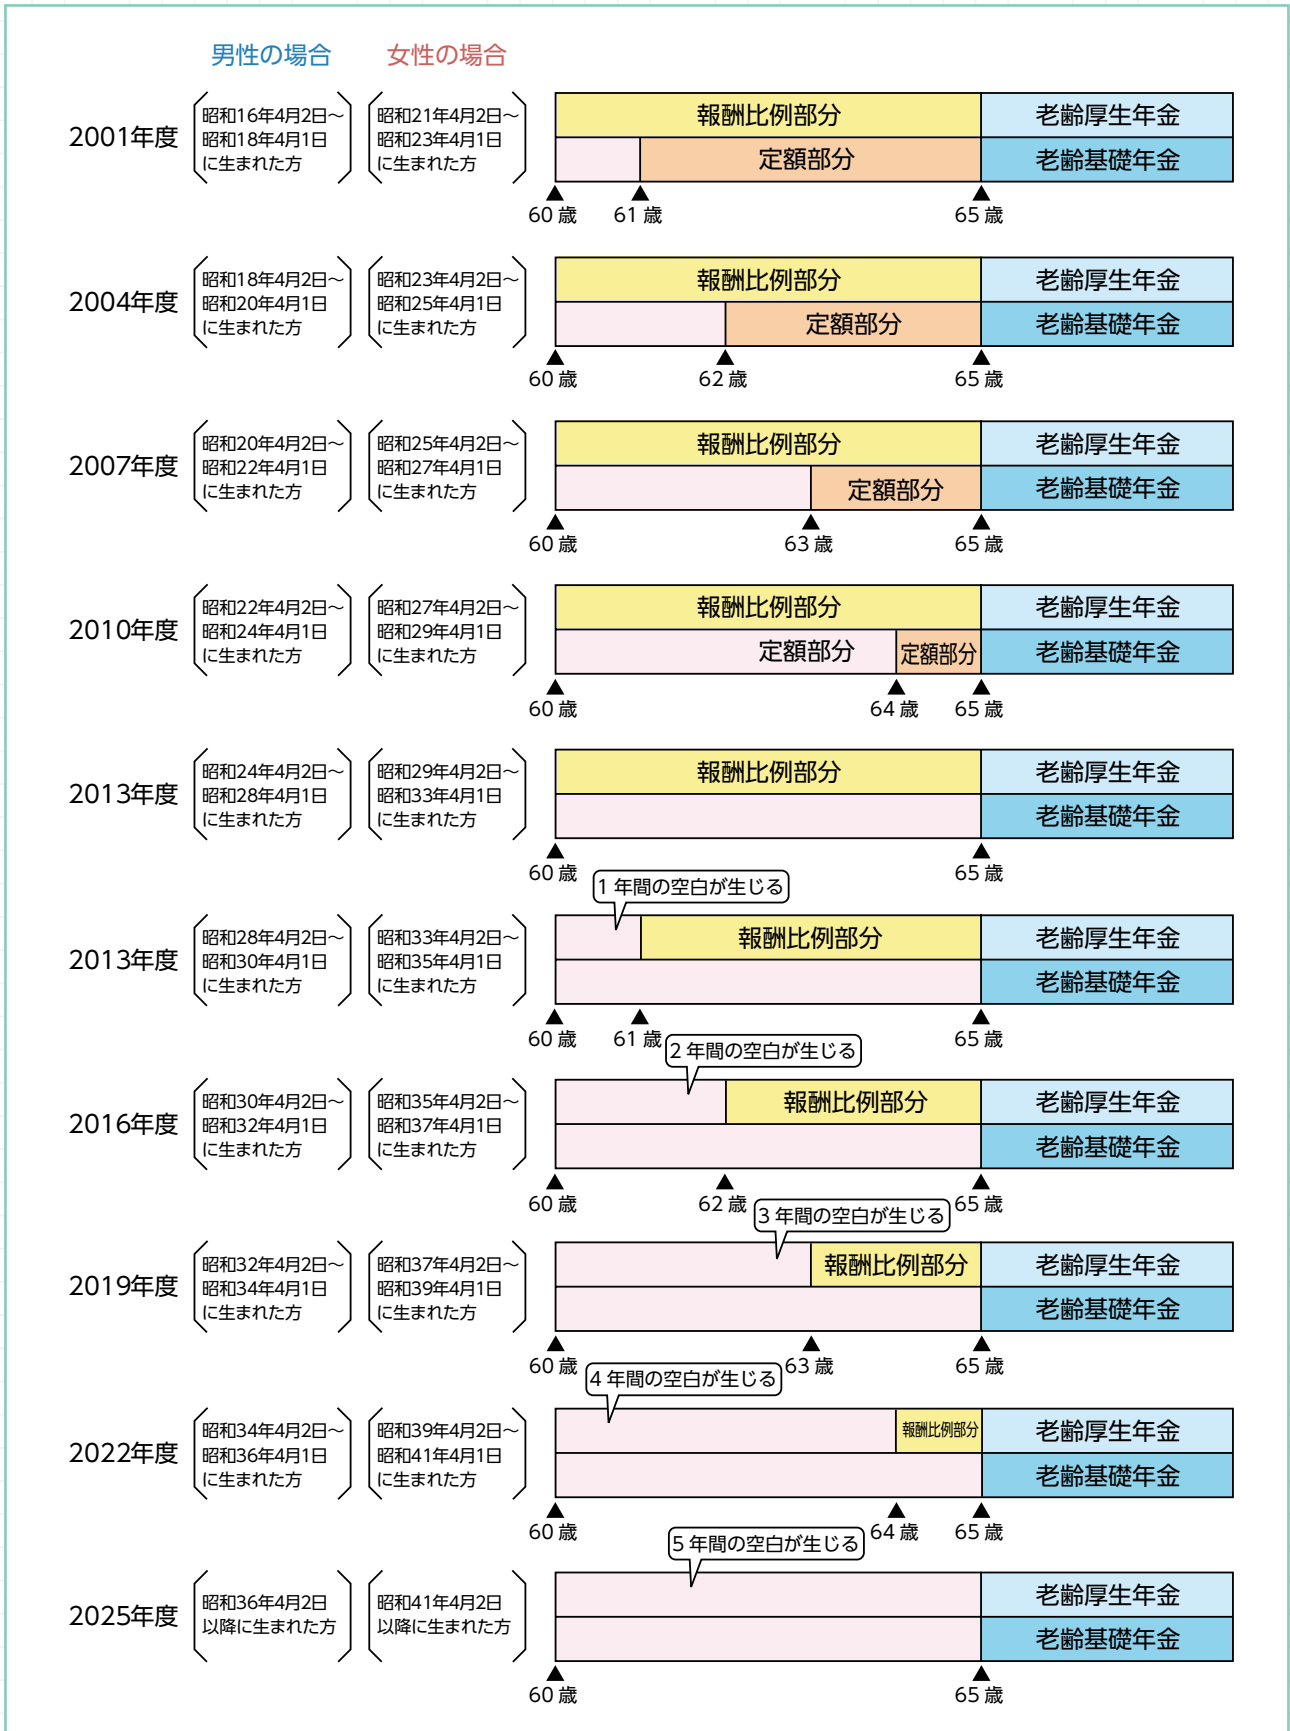 男性の場合 女性の場合
2001年度
昭和16年4月2日～
昭和18年4月1日
に生まれた方
昭和21年4月2日～
昭和23年4月1日
に生まれた方
報酬比例部分 老齢厚生年金
定額部分 老齢基礎年金
▲ ▲ ▲
60歳 61歳 65歳
2004年度
昭和18年4月2日～
昭和20年4月1日
に生まれた方
昭和23年4月2日～
昭和25年4月1日
に生まれた方
報酬比例部分 老齢厚生年金
定額部分 老齢基礎年金
▲ ▲ ▲
60歳 62歳 65歳
2007年度
昭和20年4月2日～
昭和22年4月1日
に生まれた方
昭和25年4月2日～
昭和27年4月1日
に生まれた方
報酬比例部分 老齢厚生年金
定額部分 老齢基礎年金
▲ ▲ ▲
60歳 63歳 65歳
2010年度
昭和22年4月2日～
昭和24年4月1日
に生まれた方
昭和27年4月2日～
昭和29年4月1日
に生まれた方
報酬比例部分 老齢厚生年金
定額部分 定額部分 老齢基礎年金
▲ ▲ ▲
60歳 64歳 65歳
2013年度
昭和24年4月2日～
昭和28年4月1日
に生まれた方
昭和29年4月2日～
昭和33年4月1日
に生まれた方
報酬比例部分 老齢厚生年金
老齢基礎年金
▲ ▲
60歳 65歳
1年間の空白が生じる
2013年度
昭和28年4月2日～
昭和30年4月1日
に生まれた方
昭和33年4月2日～
昭和35年4月1日
に生まれた方
報酬比例部分 老齢厚生年金
老齢基礎年金
▲ ▲ ▲
60歳 61歳 65歳
2年間の空白が生じる
2016年度
昭和30年4月2日～
昭和32年4月1日
に生まれた方
昭和35年4月2日～
昭和37年4月1日
に生まれた方
報酬比例部分 老齢厚生年金
老齢基礎年金
▲ ▲ ▲
60歳 62歳 65歳
3年間の空白が生じる
2019年度
昭和32年4月2日～
昭和34年4月1日
に生まれた方
昭和37年4月2日～
昭和39年4月1日
に生まれた方
報酬比例部分 老齢厚生年金
老齢基礎年金
▲ ▲ ▲
60歳 63歳 65歳
4年間の空白が生じる
2022年度
昭和34年4月2日～
昭和36年4月1日
に生まれた方
昭和39年4月2日～
昭和41年4月1日
に生まれた方
報酬比例部分 老齢厚生年金
老齢基礎年金
▲ ▲ ▲
60歳 64歳 65歳
5年間の空白が生じる
2025年度
昭和36年4月2日
以降に生まれた方
昭和41年4月2日
以降に生まれた方
老齢厚生年金
老齢基礎年金
▲ ▲
60歳 65歳